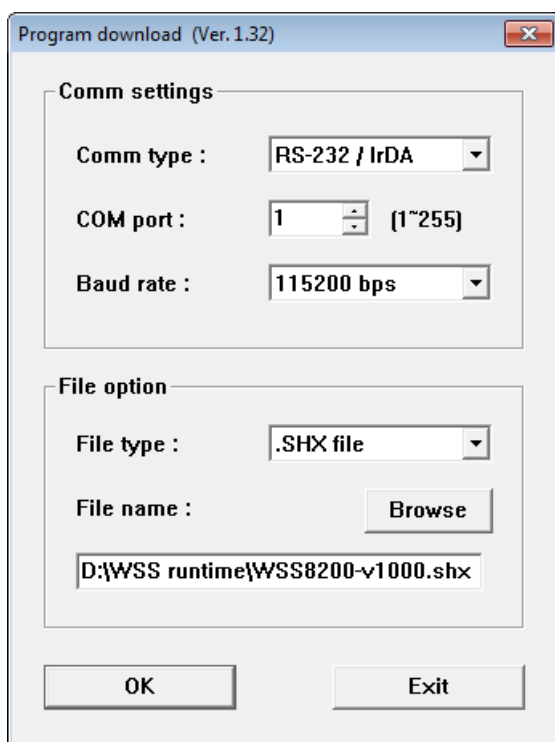 Program download (Ver. 1.32)
Comm settings
Comm type : RS-232 / IrDA
COM port : 1 (1~255)
Baud rate : 115200 bps
File option
File type : .SHX file
File name : Browse
D:\WSS runtime\WSS8200-v1000.shx
OK Exit